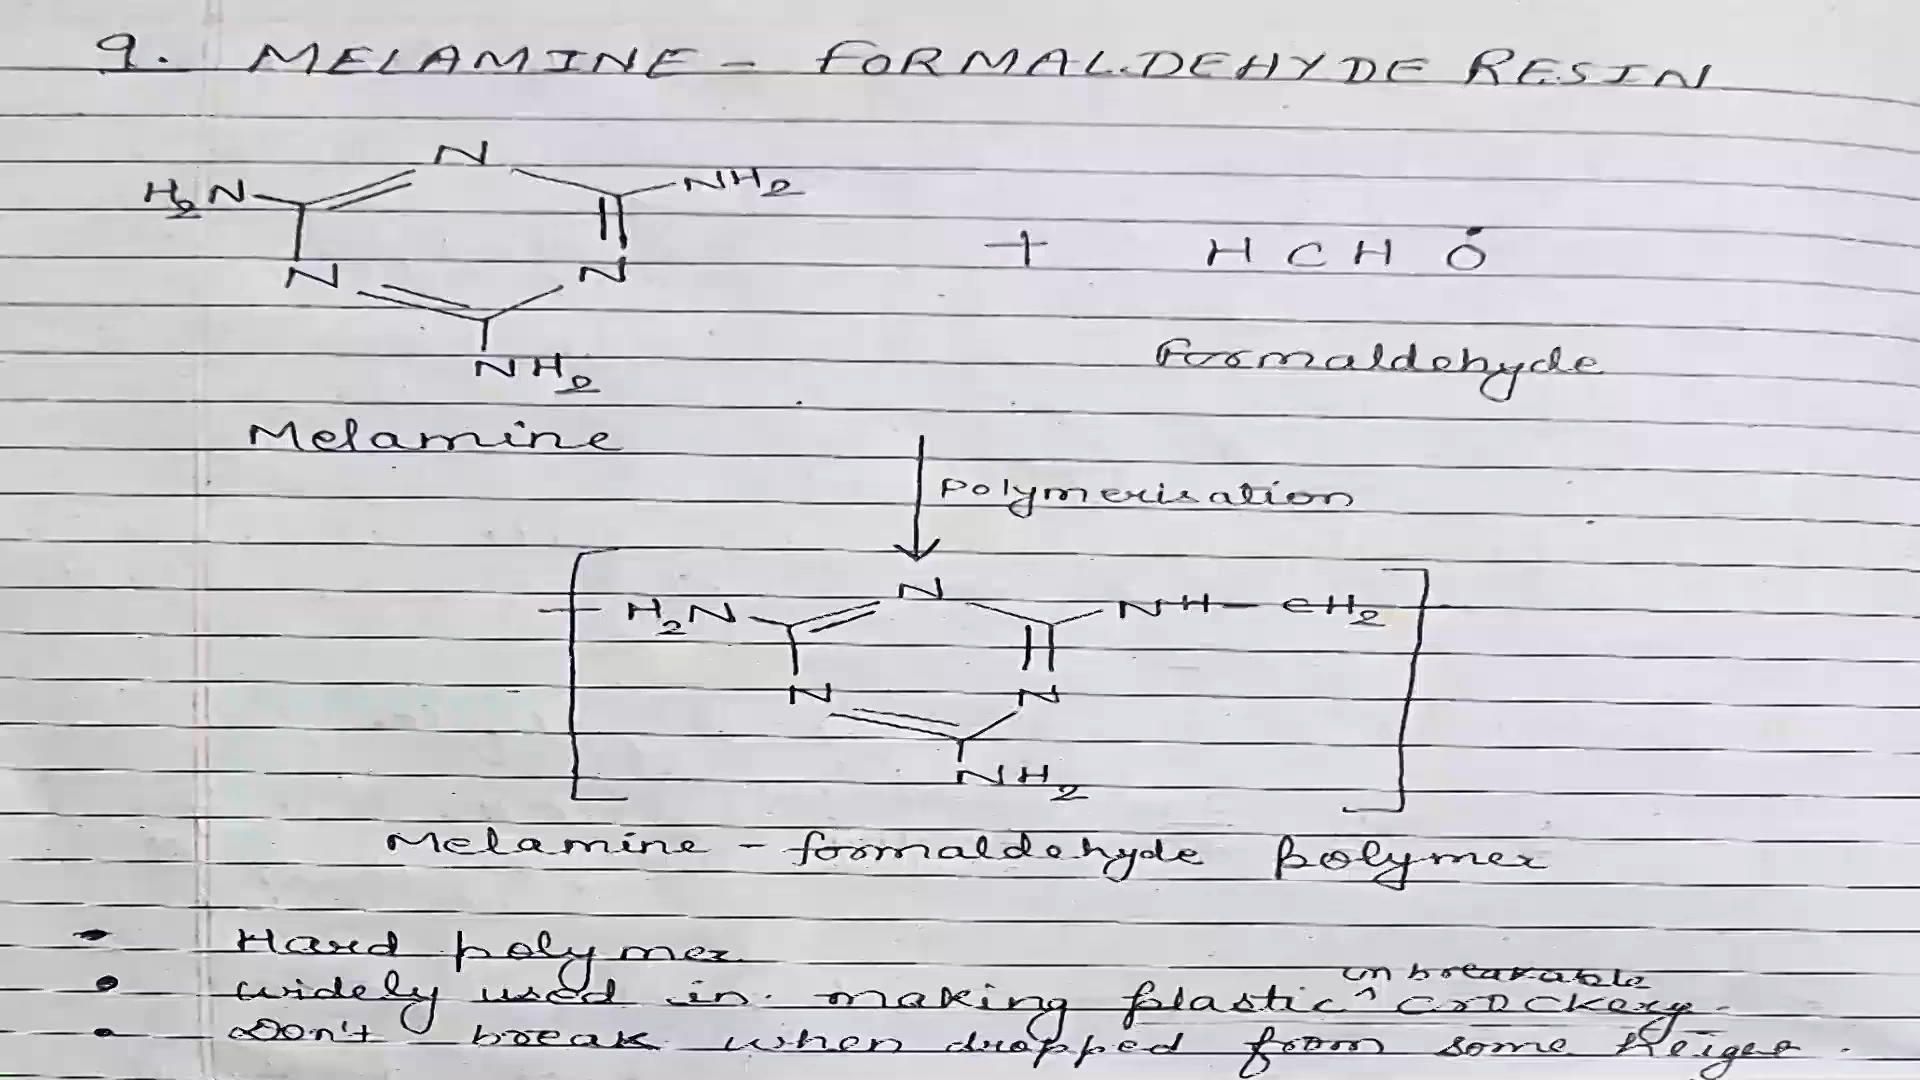 9. MELAMINE - FORMALDEHYDE RESIN
N
H2N NH2
+ HCHO
N N
NH2
Formaldehyde
Melamine
Polymerisation
N
H2N NH - CH2
N N
NH2
Melamine - formaldehyde polymer
• Hard polymer
unbreakable
• widely used in making plastic ^ crockery.
• Don't break when dropped from some